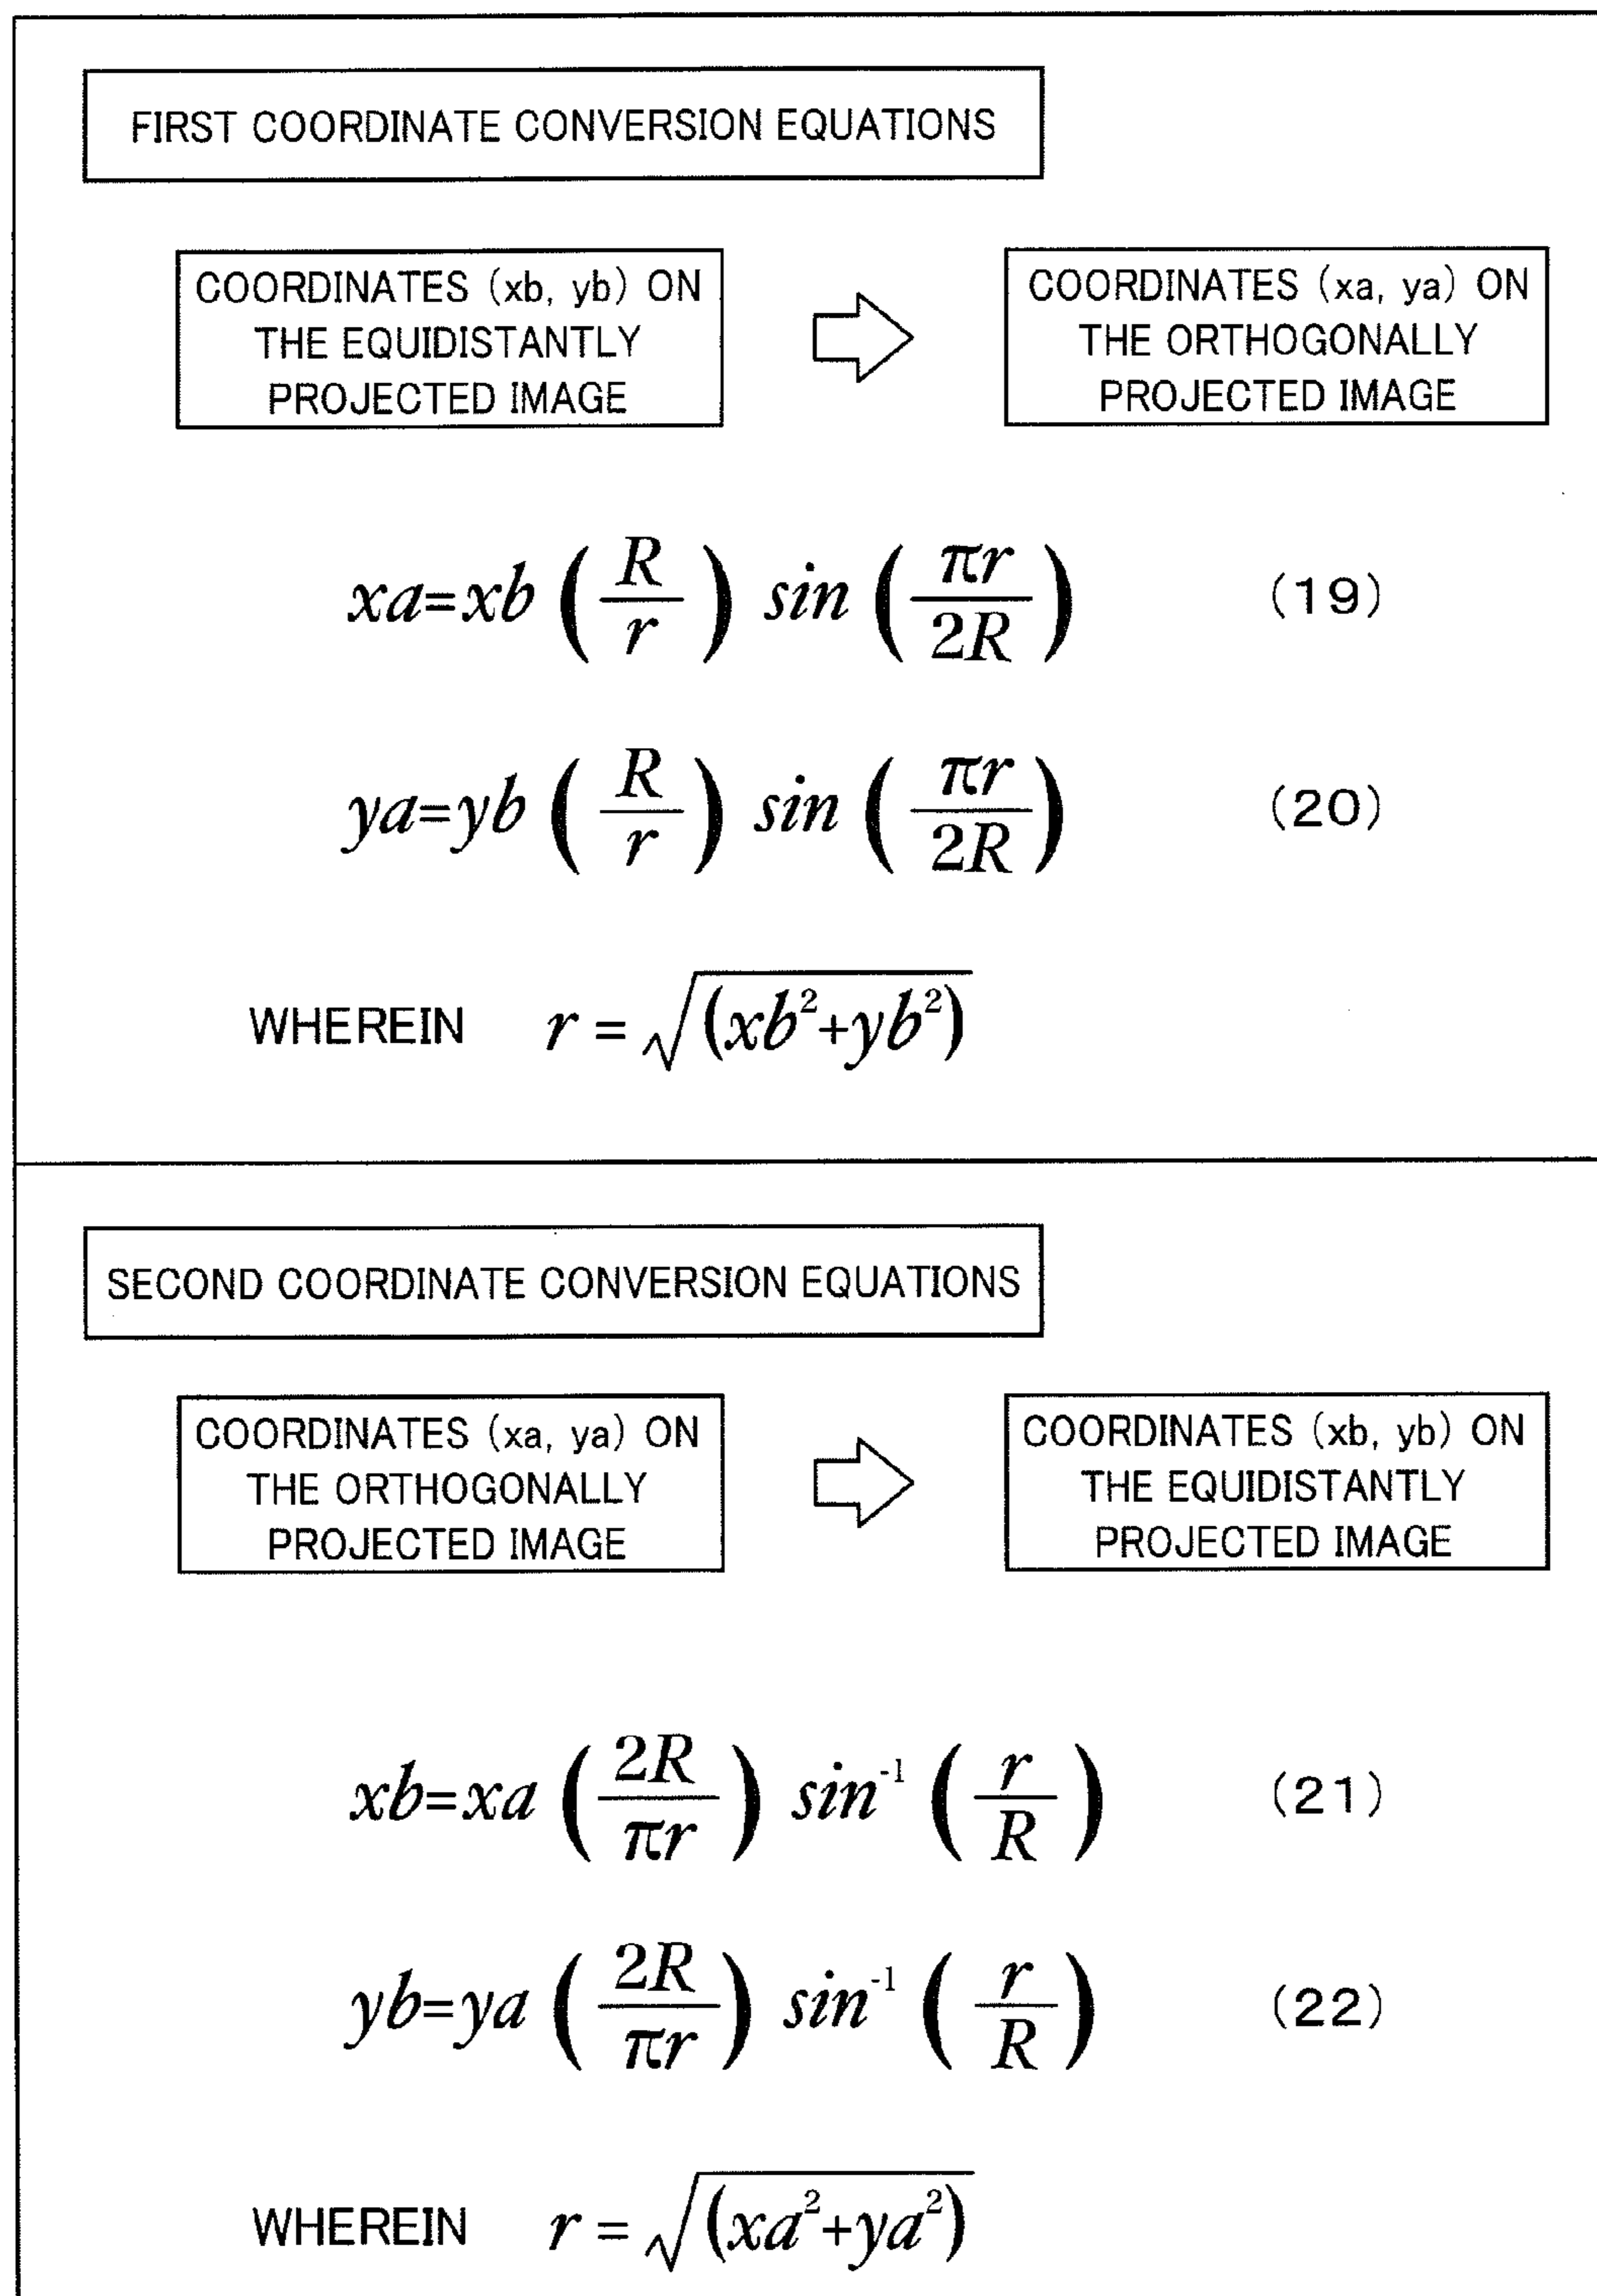 FIRST COORDINATE CONVERSION EQUATIONS
COORDINATES (xb, yb) ON
THE EQUIDISTANTLY
PROJECTED IMAGE
COORDINATES (xa, ya) ON
THE ORTHOGONALLY
PROJECTED IMAGE
xa=xb (R/r) sin (πr/2R) (19)
ya=yb (R/r) sin (πr/2R) (20)
WHEREIN r = √(xb²+yb²)
SECOND COORDINATE CONVERSION EQUATIONS
COORDINATES (xa, ya) ON
THE ORTHOGONALLY
PROJECTED IMAGE
COORDINATES (xb, yb) ON
THE EQUIDISTANTLY
PROJECTED IMAGE
xb=xa (2R/πr) sin⁻¹ (r/R) (21)
yb=ya (2R/πr) sin⁻¹ (r/R) (22)
WHEREIN r = √(xa²+ya²)